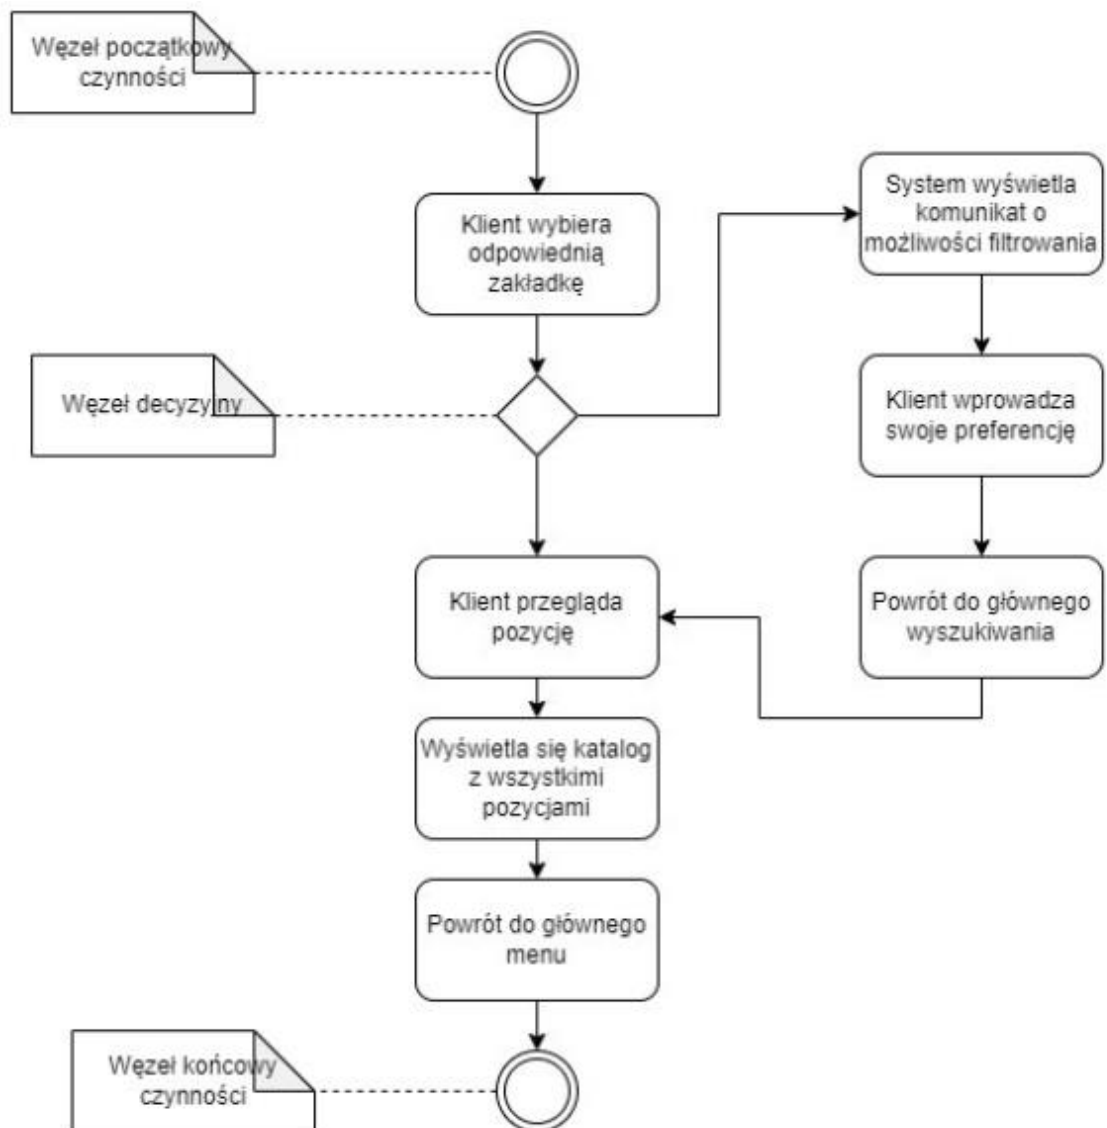 Węzeł początkowy
czynności
Klient wybiera
odpowiednią
zakładkę
System wyświetla
komunikat o
możliwości filtrowania
Węzeł decyzyjny
Klient wprowadza
swoje preferencję
Klient przegląda
pozycję
Powrót do głównego
wyszukiwania
Wyświetla się katalog
z wszystkimi
pozycjami
Powrót do głównego
menu
Węzeł końcowy
czynności